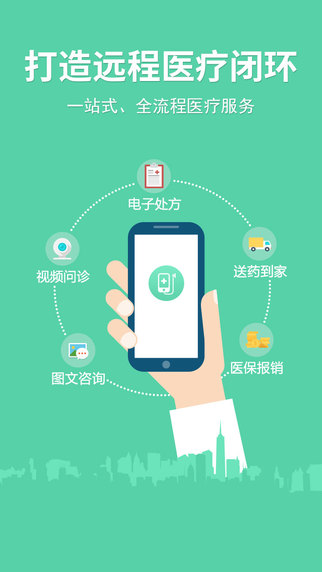 打造远程医疗闭环
一站式、全流程医疗服务
电子处方
视频问诊
送药到家
图文咨询
医保报销